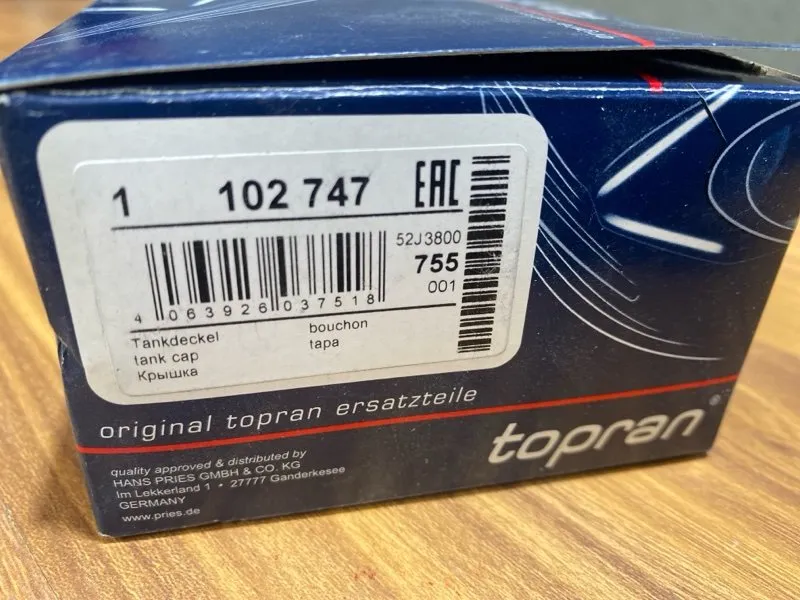 1 102 747 EAC
52J3800
755
001
4 063926 037518
Tankdeckel bouchon
tank cap tapa
Крышка
original topran ersatzteile
topran®
quality approved & distributed by
HANS PRIES GMBH & CO. KG
Im Lekkerland 1 • 27777 Ganderkesee
GERMANY
www.pries.de